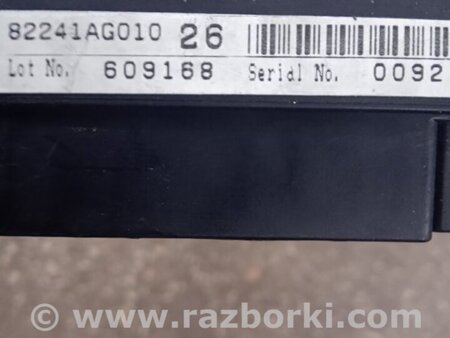 82241AG010 26
Lot No. 609168 Serial No. 0092
www.razborki.com